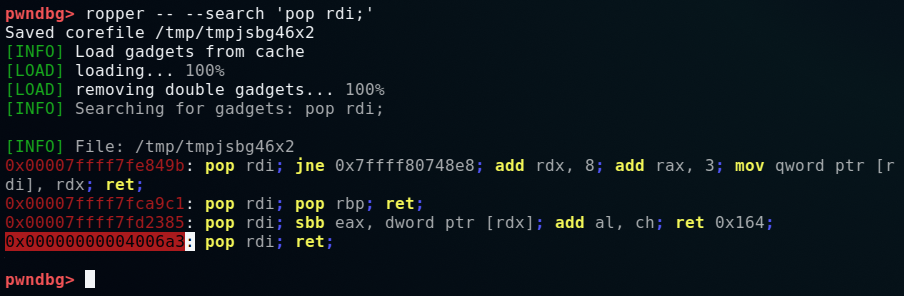 pwndbg> ropper -- --search 'pop rdi;'
Saved corefile /tmp/tmpjsbg46x2
[INFO] Load gadgets from cache
[LOAD] loading... 100%
[LOAD] removing double gadgets... 100%
[INFO] Searching for gadgets: pop rdi;
[INFO] File: /tmp/tmpjsbg46x2
0x00007ffff7fe849b: pop rdi; jne 0x7ffff80748e8; add rdx, 8; add rax, 3; mov qword ptr [r
di], rdx; ret;
0x00007ffff7fca9c1: pop rdi; pop rbp; ret;
0x00007ffff7fd2385: pop rdi; sbb eax, dword ptr [rdx]; add al, ch; ret 0x164;
0x00000000004006a3: pop rdi; ret;
pwndbg>